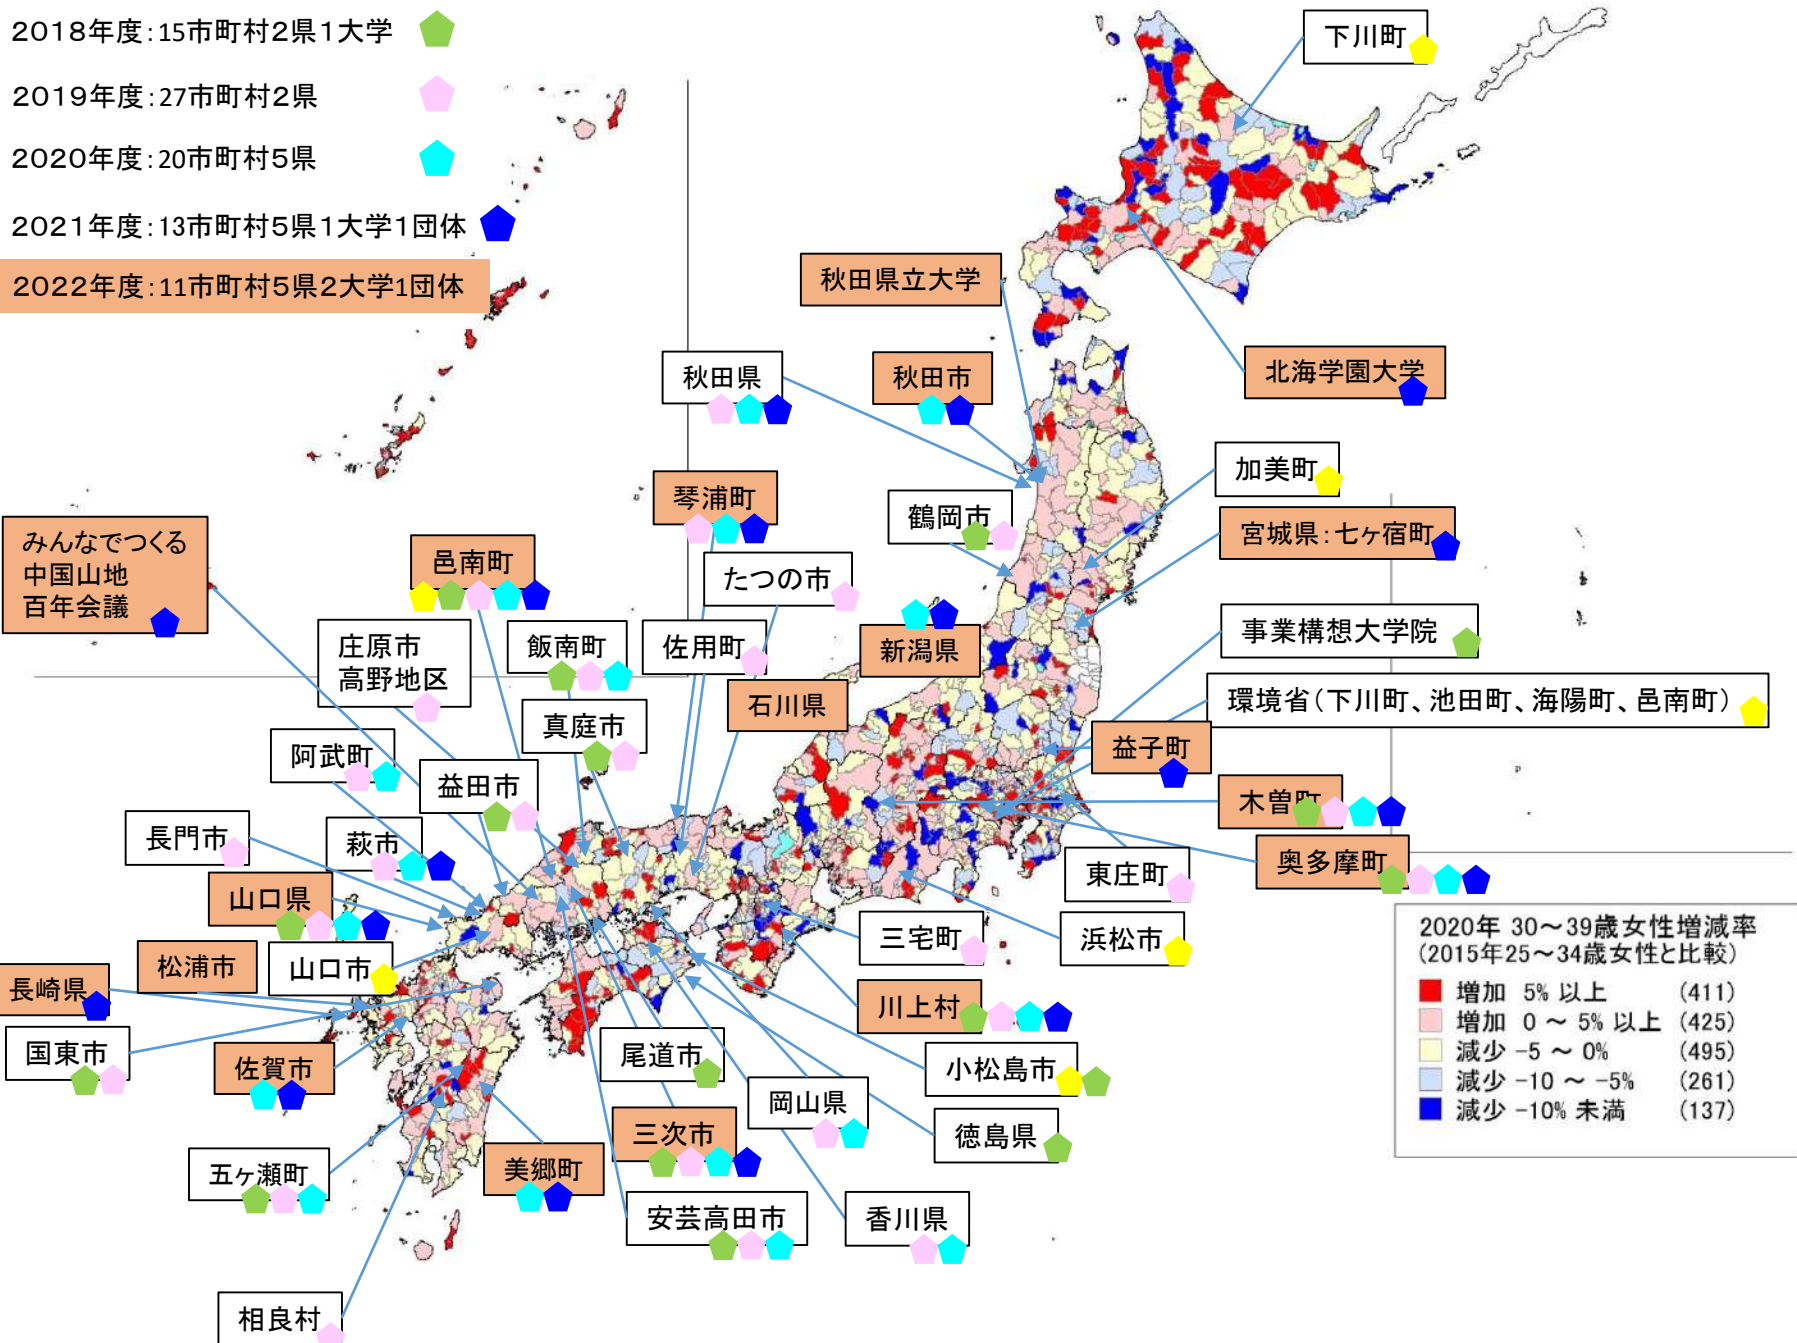 2018年度:15市町村2県1大学
2019年度:27市町村2県
2020年度:20市町村5県
2021年度:13市町村5県1大学1団体
2022年度:11市町村5県2大学1団体
下川町
秋田県立大学
秋田県
秋田市
北海学園大学
琴浦町
鶴岡市
加美町
宮城県:七ヶ宿町
みんなでつくる
中国山地
百年会議
邑南町
たつの市
庄原市
高野地区
飯南町
佐用町
新潟県
事業構想大学院
石川県
環境省(下川町、池田町、海陽町、邑南町)
真庭市
益子町
阿武町
益田市
木曽町
長門市
萩市
奥多摩町
東庄町
山口県
三宅町
浜松市
松浦市
山口市
長崎県
川上村
国東市
佐賀市
尾道市
小松島市
岡山県
三次市
徳島県
五ヶ瀬町
美郷町
安芸高田市
香川県
相良村
2020年 30~39歳女性増減率
(2015年25~34歳女性と比較)
増加 5% 以上 (411)
増加 0 ~ 5% 以上 (425)
減少 -5 ~ 0% (495)
減少 -10 ~ -5% (261)
減少 -10% 未満 (137)